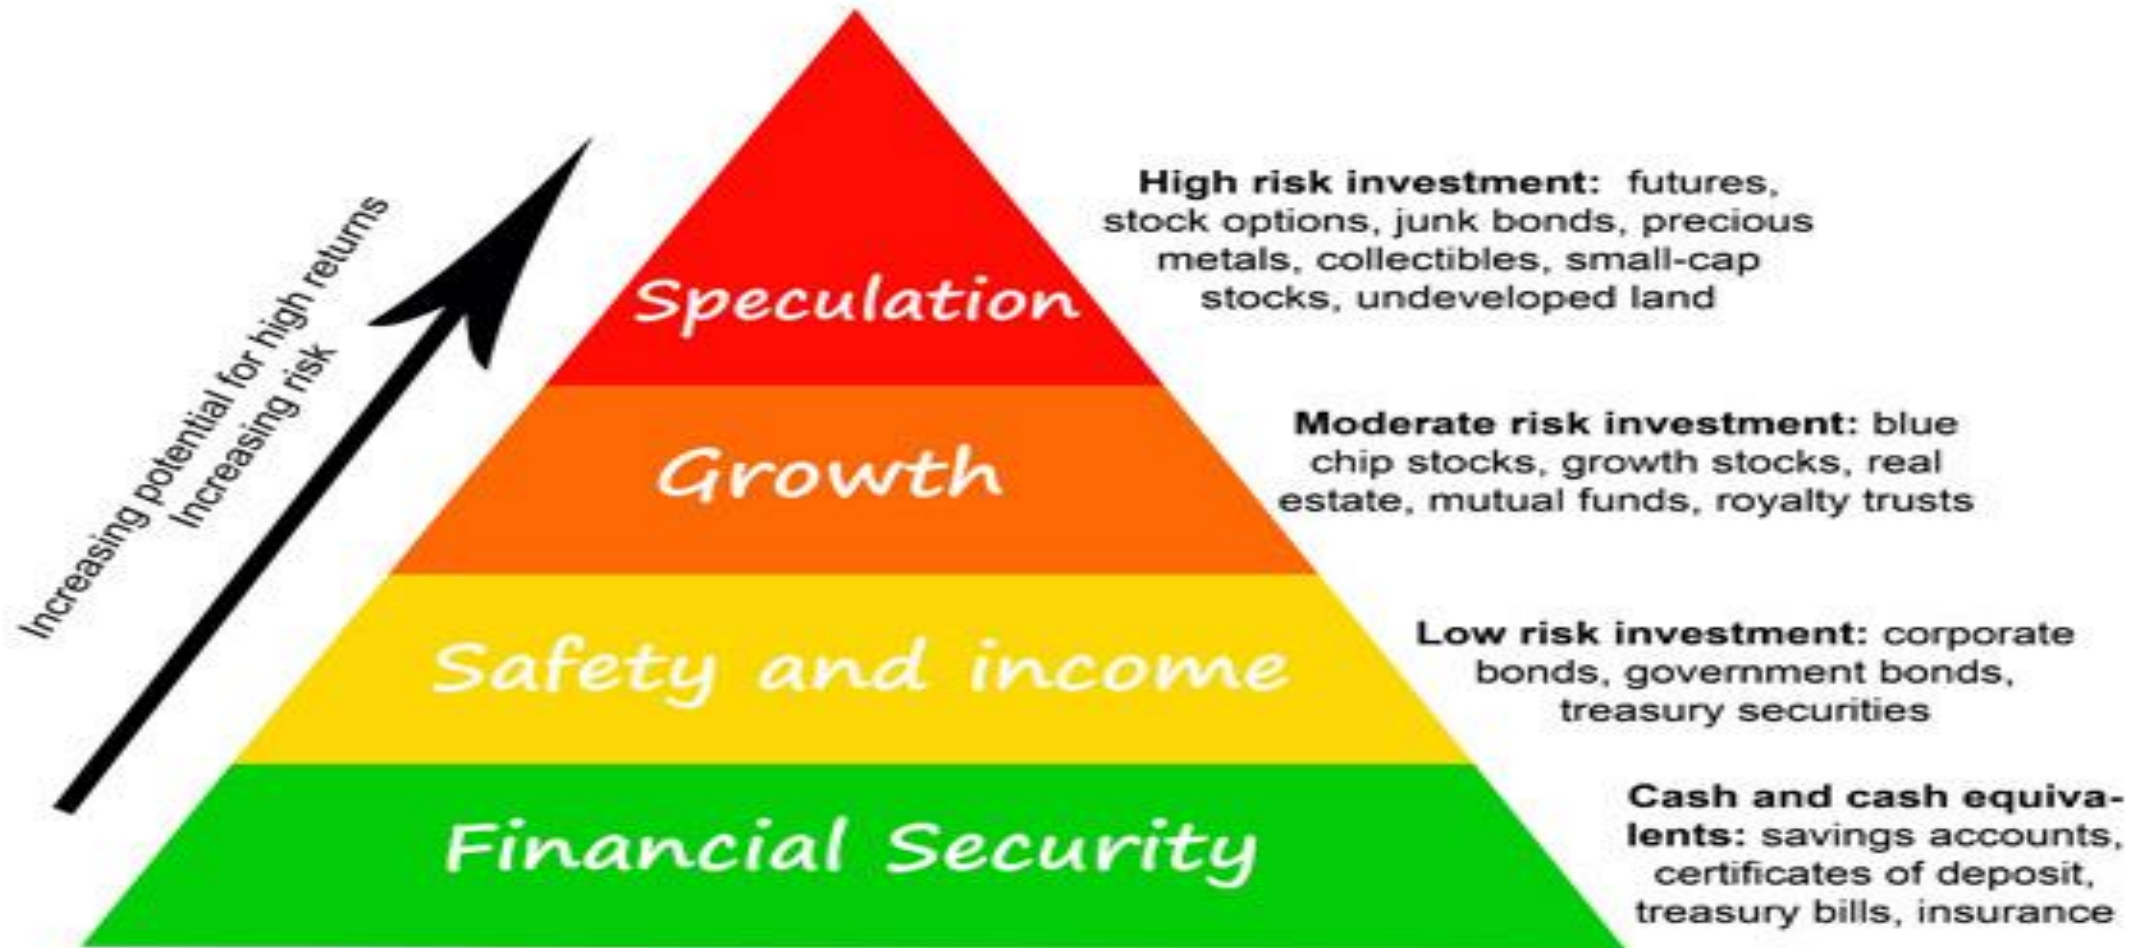 Increasing potential for high returns
Increasing risk
Speculation
High risk investment: futures,
stock options, junk bonds, precious
metals, collectibles, small-cap
stocks, undeveloped land
Growth
Moderate risk investment: blue
chip stocks, growth stocks, real
estate, mutual funds, royalty trusts
Safety and income
Low risk investment: corporate
bonds, government bonds,
treasury securities
Financial Security
Cash and cash equiva-
lents: savings accounts,
certificates of deposit,
treasury bills, insurance